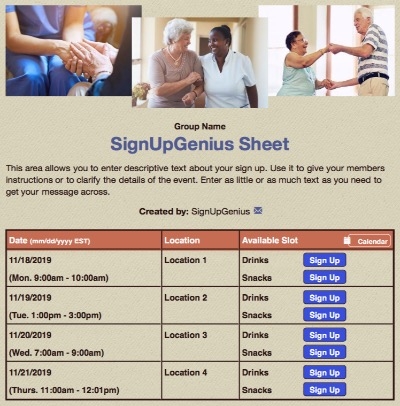 Group Name
SignUpGenius Sheet
This area allows you to enter descriptive text about your sign up. Use it to give your members
instructions or to clarify the details of the event. Enter as little or as much text as you need to
get your message across.
Created by: SignUpGenius
Date (mm/dd/yyyy EST) Location Available Slot Calendar
11/18/2019 Location 1 Drinks Sign Up
(Mon. 9:00am - 10:00am) Snacks Sign Up
11/19/2019 Location 2 Drinks Sign Up
(Tue. 1:00pm - 3:00pm) Snacks Sign Up
11/20/2019 Location 3 Drinks Sign Up
(Wed. 7:00am - 9:00am) Snacks Sign Up
11/21/2019 Location 4 Drinks Sign Up
(Thurs. 11:00am - 12:01pm) Snacks Sign Up